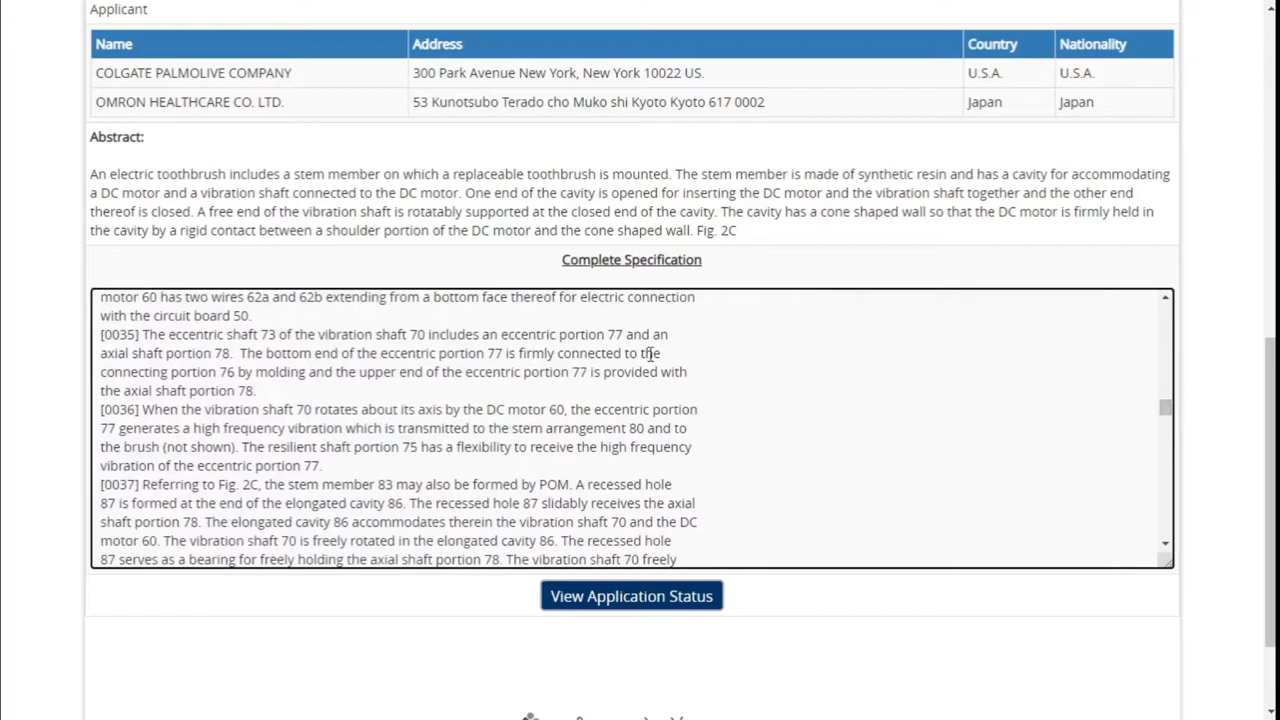 Applicant
Name Address Country Nationality
COLGATE PALMOLIVE COMPANY 300 Park Avenue New York, New York 10022 US. U.S.A. U.S.A.
OMRON HEALTHCARE CO. LTD. 53 Kunotsubo Terado cho Muko shi Kyoto Kyoto 617 0002 Japan Japan
Abstract:
An electric toothbrush includes a stem member on which a replaceable toothbrush is mounted. The stem member is made of synthetic resin and has a cavity for accommodating
a DC motor and a vibration shaft connected to the DC motor. One end of the cavity is opened for inserting the DC motor and the vibration shaft together and the other end
thereof is closed. A free end of the vibration shaft is rotatably supported at the closed end of the cavity. The cavity has a cone shaped wall so that the DC motor is firmly held in
the cavity by a rigid contact between a shoulder portion of the DC motor and the cone shaped wall. Fig. 2C
Complete Specification
motor 60 has two wires 62a and 62b extending from a bottom face thereof for electric connection
with the circuit board 50.
[0035] The eccentric shaft 73 of the vibration shaft 70 includes an eccentric portion 77 and an
axial shaft portion 78. The bottom end of the eccentric portion 77 is firmly connected to the
connecting portion 76 by molding and the upper end of the eccentric portion 77 is provided with
the axial shaft portion 78.
[0036] When the vibration shaft 70 rotates about its axis by the DC motor 60, the eccentric portion
77 generates a high frequency vibration which is transmitted to the stem arrangement 80 and to
the brush (not shown). The resilient shaft portion 75 has a flexibility to receive the high frequency
vibration of the eccentric portion 77.
[0037] Referring to Fig. 2C, the stem member 83 may also be formed by POM. A recessed hole
87 is formed at the end of the elongated cavity 86. The recessed hole 87 slidably receives the axial
shaft portion 78. The elongated cavity 86 accommodates therein the vibration shaft 70 and the DC
motor 60. The vibration shaft 70 is freely rotated in the elongated cavity 86. The recessed hole
87 serves as a bearing for freely holding the axial shaft portion 78. The vibration shaft 70 freely
View Application Status